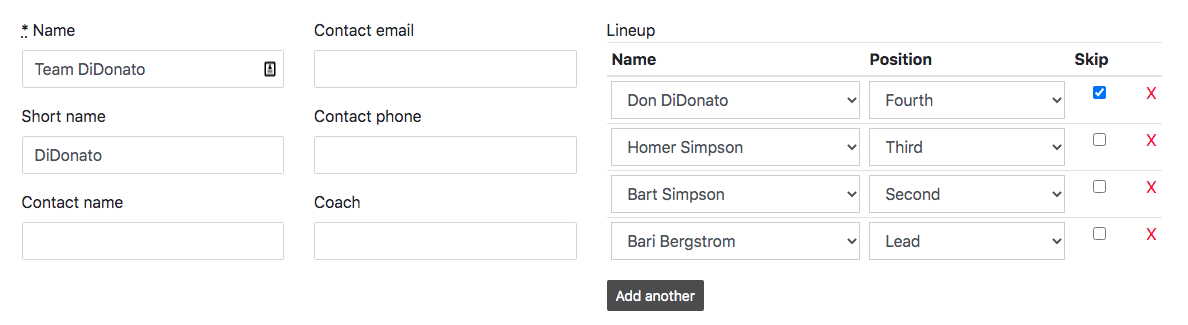 * Name
Team DiDonato
Short name
DiDonato
Contact name
Contact email
Contact phone
Coach
Lineup
Name Position Skip
Don DiDonato Fourth X
Homer Simpson Third X
Bart Simpson Second X
Bari Bergstrom Lead X
Add another